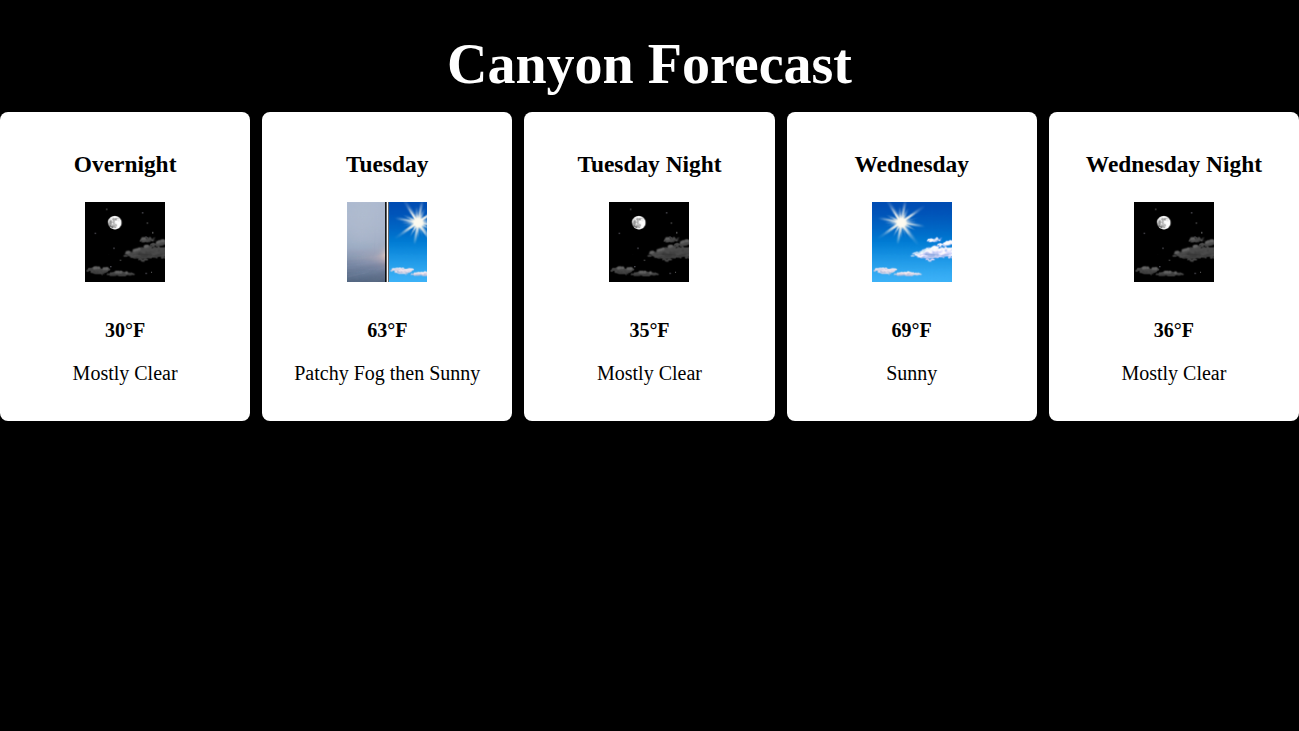 Canyon Forecast
Overnight
30°F
Mostly Clear
Tuesday
63°F
Patchy Fog then Sunny
Tuesday Night
35°F
Mostly Clear
Wednesday
69°F
Sunny
Wednesday Night
36°F
Mostly Clear